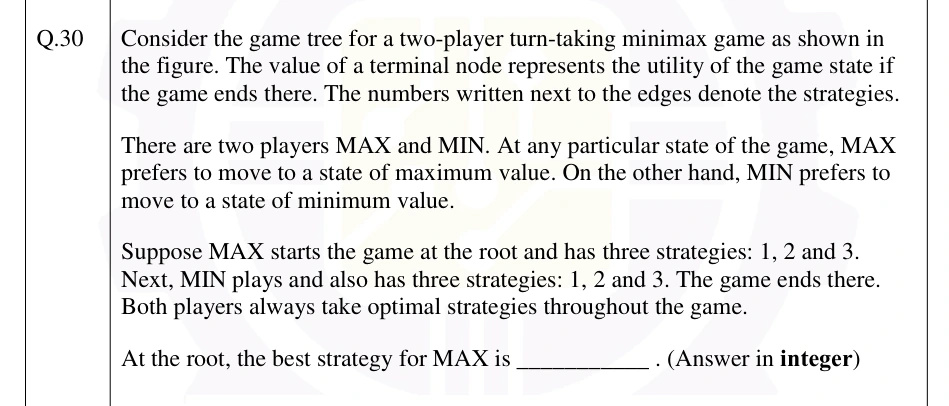 Q.30 Consider the game tree for a two-player turn-taking minimax game as shown in
the figure. The value of a terminal node represents the utility of the game state if
the game ends there. The numbers written next to the edges denote the strategies.
There are two players MAX and MIN. At any particular state of the game, MAX
prefers to move to a state of maximum value. On the other hand, MIN prefers to
move to a state of minimum value.
Suppose MAX starts the game at the root and has three strategies: 1, 2 and 3.
Next, MIN plays and also has three strategies: 1, 2 and 3. The game ends there.
Both players always take optimal strategies throughout the game.
At the root, the best strategy for MAX is ___________ . (Answer in integer)